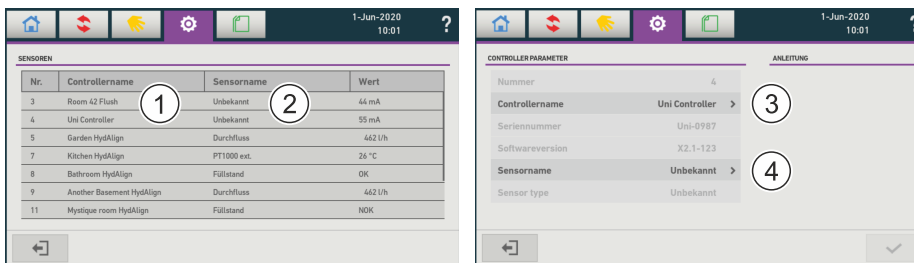 1-Jun-2020
10:01
?
SENSOREN
Nr. Controllername Sensorname Wert
3 Room 42 Flush Unbekannt 44 mA
4 Uni Controller Unbekannt 55 mA
5 Garden HydAlign Durchfluss 462 l/h
7 Kitchen HydAlign PT1000 ext. 26 °C
8 Bathroom HydAlign Füllstand OK
9 Another Basement HydAlign Durchfluss 462 l/h
11 Mystique room HydAlign Füllstand NOK
1
2
1-Jun-2020
10:01
?
CONTROLLER PARAMETER
ANLEITUNG
Nummer 4
Controllername Uni Controller >
Seriennummer Uni-0987
Softwareversion X2.1-123
Sensorname Unbekannt >
Sensor type Unbekannt
3
4